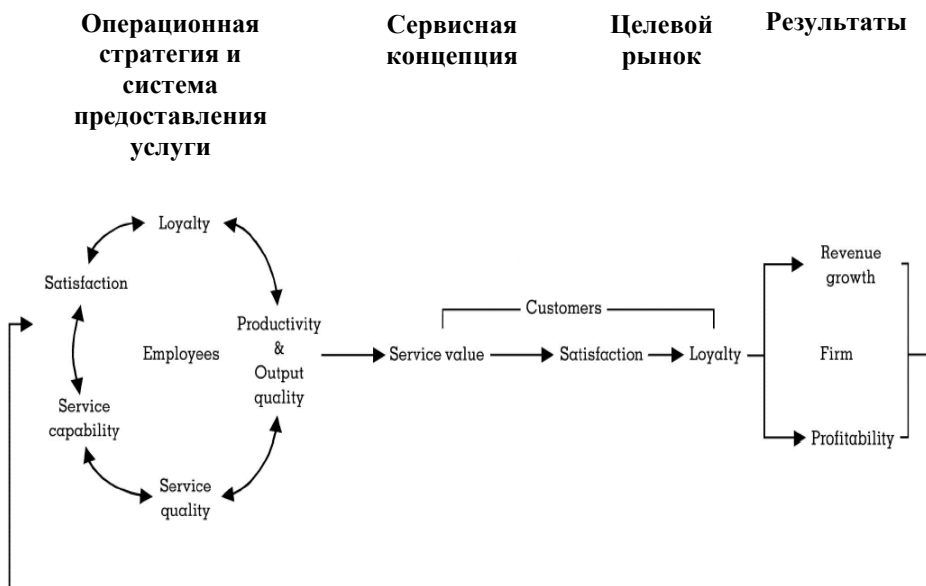 Операционная
стратегия и
система
предоставления
услуги
Сервисная
концепция
Целевой
рынок
Результаты
Loyalty
Satisfaction
Employees
Productivity
&
Output
quality
Service
capability
Service
quality
Customers
Service value
Satisfaction
Loyalty
Revenue
growth
Firm
Profitability